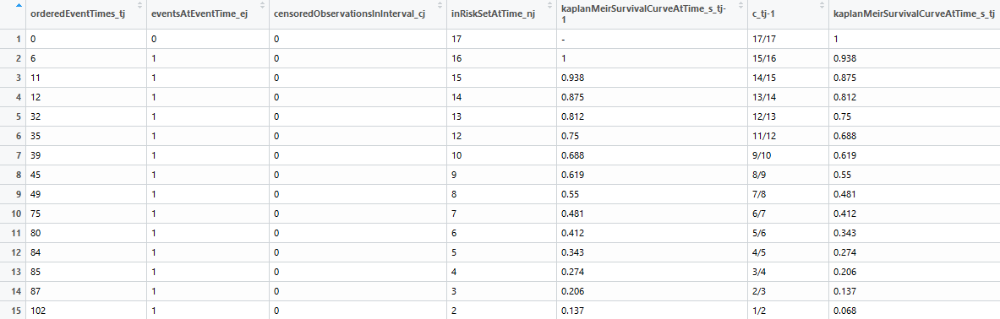 orderedEventTimes_tj eventsAtEventTime_ej censoredObservationsInInterval_cj inRiskSetAtTime_nj kaplanMeirSurvivalCurveAtTime_s_tj-1 c_tj-1 kaplanMeirSurvivalCurveAtTime_s_tj
1 0 0 0 17 - 17/17 1
2 6 1 0 16 1 15/16 0.938
3 11 1 0 15 0.938 14/15 0.875
4 12 1 0 14 0.875 13/14 0.812
5 32 1 0 13 0.812 12/13 0.75
6 35 1 0 12 0.75 11/12 0.688
7 39 1 0 10 0.688 9/10 0.619
8 45 1 0 9 0.619 8/9 0.55
9 49 1 0 8 0.55 7/8 0.481
10 75 1 0 7 0.481 6/7 0.412
11 80 1 0 6 0.412 5/6 0.343
12 84 1 0 5 0.343 4/5 0.274
13 85 1 0 4 0.274 3/4 0.206
14 87 1 0 3 0.206 2/3 0.137
15 102 1 0 2 0.137 1/2 0.068